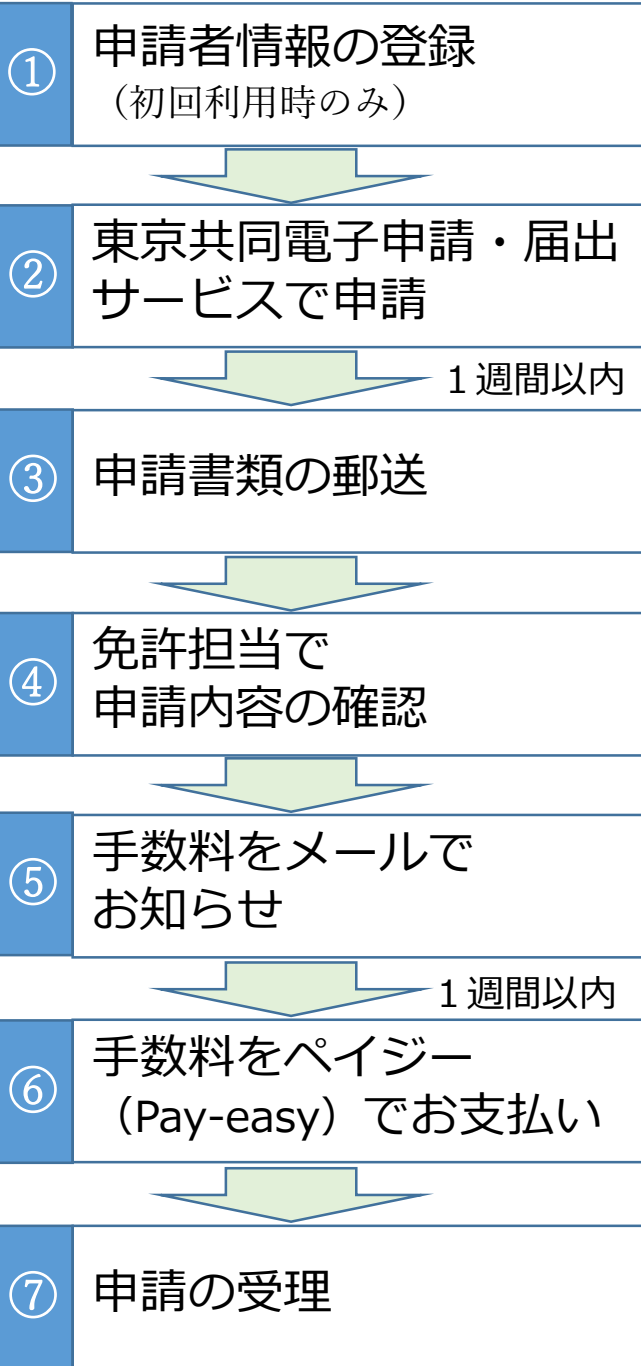 ①
申請者情報の登録
（初回利用時のみ）
②
東京共同電子申請・届出
サービスで申請
１週間以内
③
申請書類の郵送
④
免許担当で
申請内容の確認
⑤
手数料をメールで
お知らせ
１週間以内
⑥
手数料をペイジー
（Pay-easy）でお支払い
⑦
申請の受理